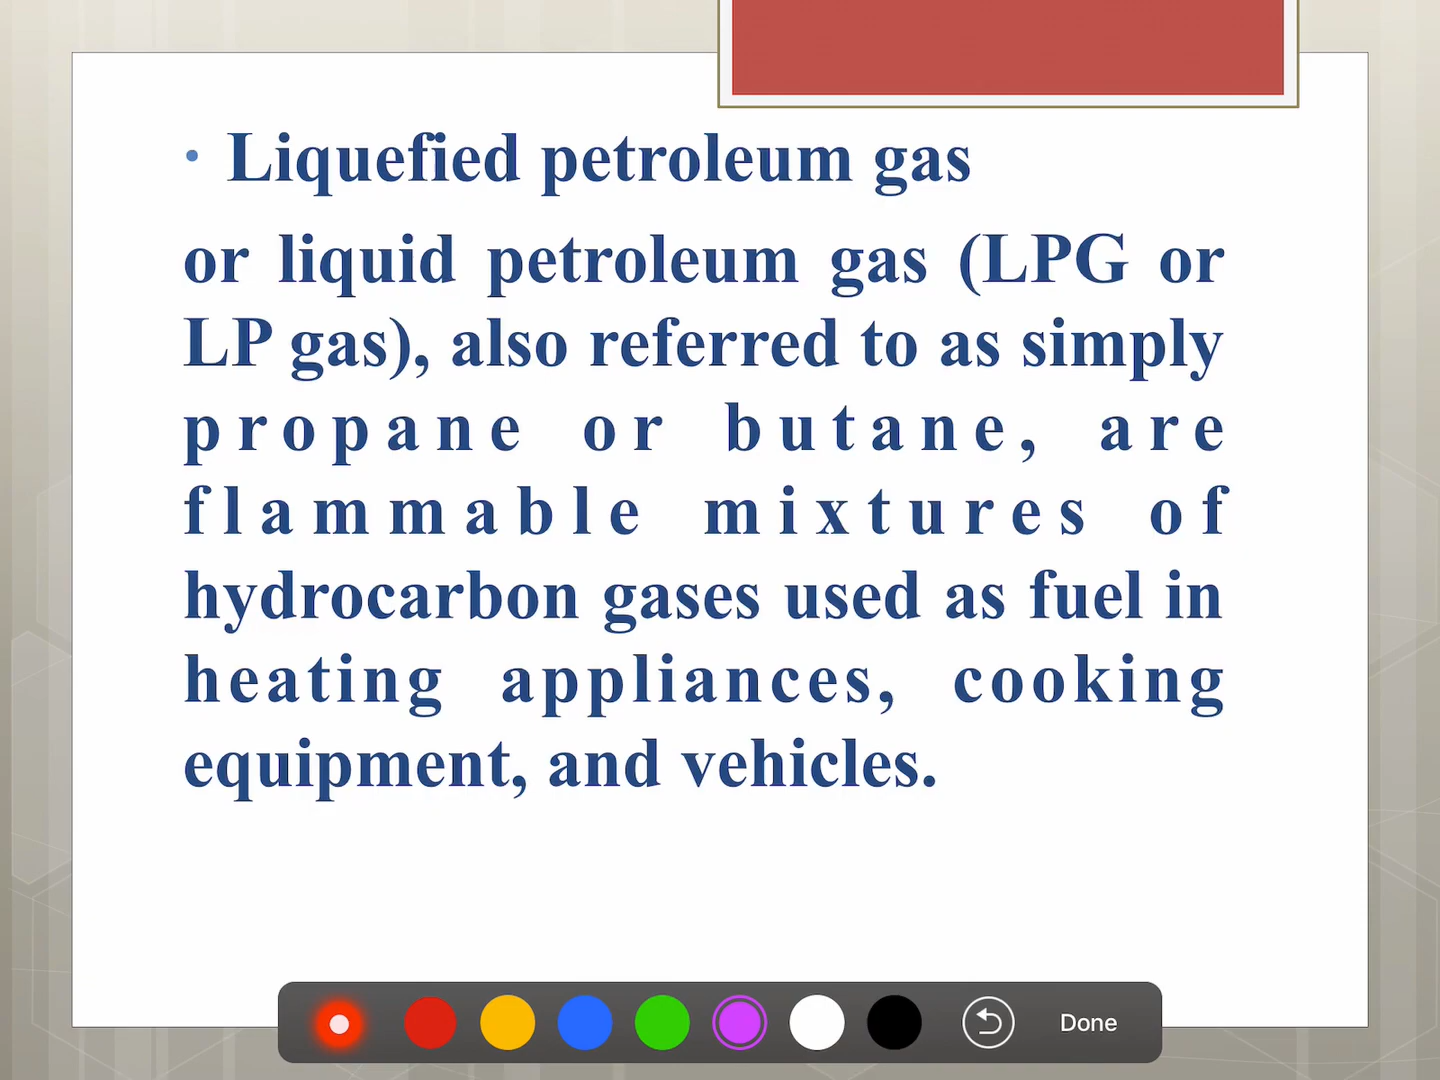 • Liquefied petroleum gas
or liquid petroleum gas (LPG or
LP gas), also referred to as simply
propane or butane, are
flammable mixtures of
hydrocarbon gases used as fuel in
heating appliances, cooking
equipment, and vehicles.
Done